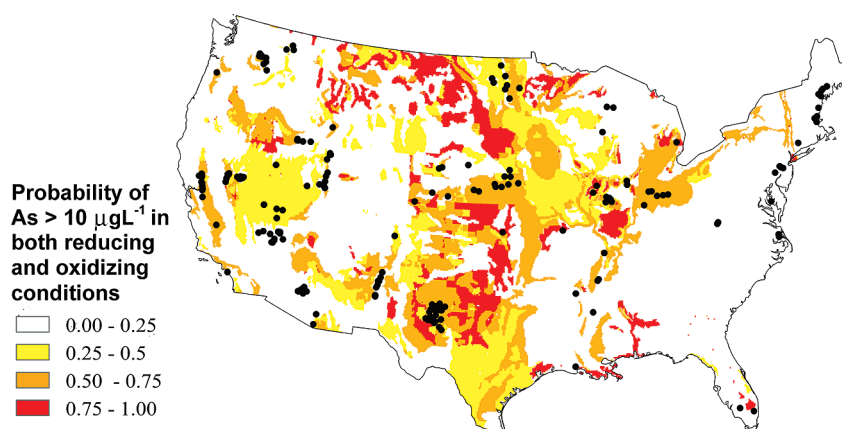 Probability of
As > 10 μgL⁻¹ in
both reducing
and oxidizing
conditions
0.00 - 0.25
0.25 - 0.5
0.50 - 0.75
0.75 - 1.00